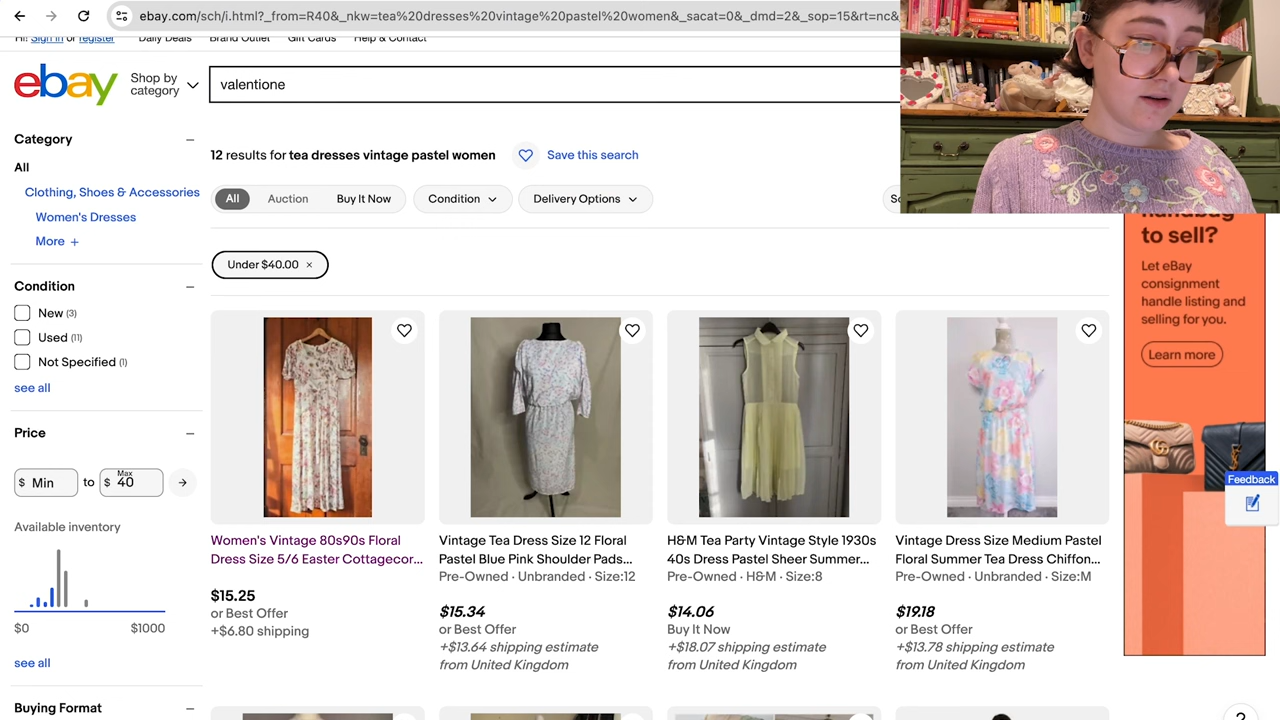 ebay.com/sch/i.html?_from=R40&_nkw=tea%20dresses%20vintage%20pastel%20women&_sacat=0&_dmd=2&_sop=15&rt=nc&
Hi! Sign in or register
Daily Deals
Brand Outlet
Gift Cards
Help & Contact
ebay
Shop by
category
valentione
Category
All
Clothing, Shoes & Accessories
Women's Dresses
More +
Condition
New (3)
Used (11)
Not Specified (1)
see all
Price
$ Min to $ Max 40
Available inventory
$0 $1000
see all
Buying Format
12 results for tea dresses vintage pastel women
Save this search
All
Auction
Buy It Now
Condition
Delivery Options
Under $40.00 ×
Women's Vintage 80s90s Floral
Dress Size 5/6 Easter Cottagecor...
$15.25
or Best Offer
+$6.80 shipping
Vintage Tea Dress Size 12 Floral
Pastel Blue Pink Shoulder Pads...
Pre-Owned · Unbranded · Size:12
$15.34
or Best Offer
+$13.64 shipping estimate
from United Kingdom
H&M Tea Party Vintage Style 1930s
40s Dress Pastel Sheer Summer...
Pre-Owned · H&M · Size:8
$14.06
Buy It Now
+$18.07 shipping estimate
from United Kingdom
Vintage Dress Size Medium Pastel
Floral Summer Tea Dress Chiffon...
Pre-Owned · Unbranded · Size:M
$19.18
or Best Offer
+$13.78 shipping estimate
from United Kingdom
handbag
to sell?
Let eBay
consignment
handle listing and
selling for you.
Learn more
Feedback
?